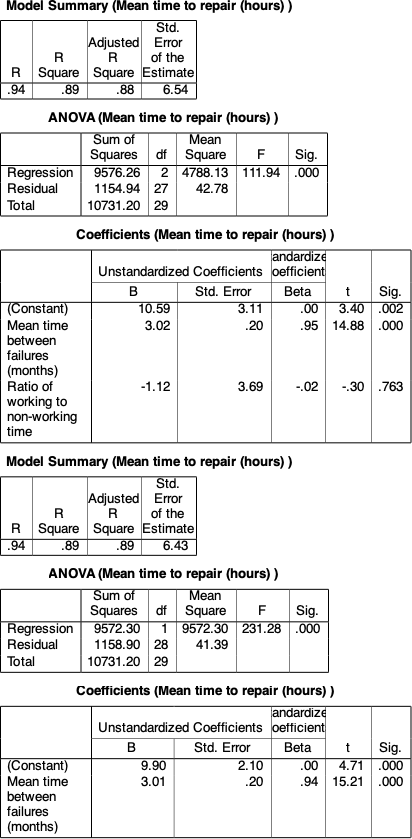 Model Summary (Mean time to repair (hours) )
R | R Square | Adjusted R Square | Std. Error of the Estimate
.94 | .89 | .88 | 6.54
ANOVA (Mean time to repair (hours) )
Sum of Squares | df | Mean Square | F | Sig.
Regression | 9576.26 | 2 | 4788.13 | 111.94 | .000
Residual | 1154.94 | 27 | 42.78
Total | 10731.20 | 29
Coefficients (Mean time to repair (hours) )
Unstandardized Coefficients | andardize oefficient
B | Std. Error | Beta | t | Sig.
(Constant) | 10.59 | 3.11 | .00 | 3.40 | .002
Mean time between failures (months) | 3.02 | .20 | .95 | 14.88 | .000
Ratio of working to non-working time | -1.12 | 3.69 | -.02 | -.30 | .763
Model Summary (Mean time to repair (hours) )
R | R Square | Adjusted R Square | Std. Error of the Estimate
.94 | .89 | .89 | 6.43
ANOVA (Mean time to repair (hours) )
Sum of Squares | df | Mean Square | F | Sig.
Regression | 9572.30 | 1 | 9572.30 | 231.28 | .000
Residual | 1158.90 | 28 | 41.39
Total | 10731.20 | 29
Coefficients (Mean time to repair (hours) )
Unstandardized Coefficients | andardize oefficient
B | Std. Error | Beta | t | Sig.
(Constant) | 9.90 | 2.10 | .00 | 4.71 | .000
Mean time between failures (months) | 3.01 | .20 | .94 | 15.21 | .000